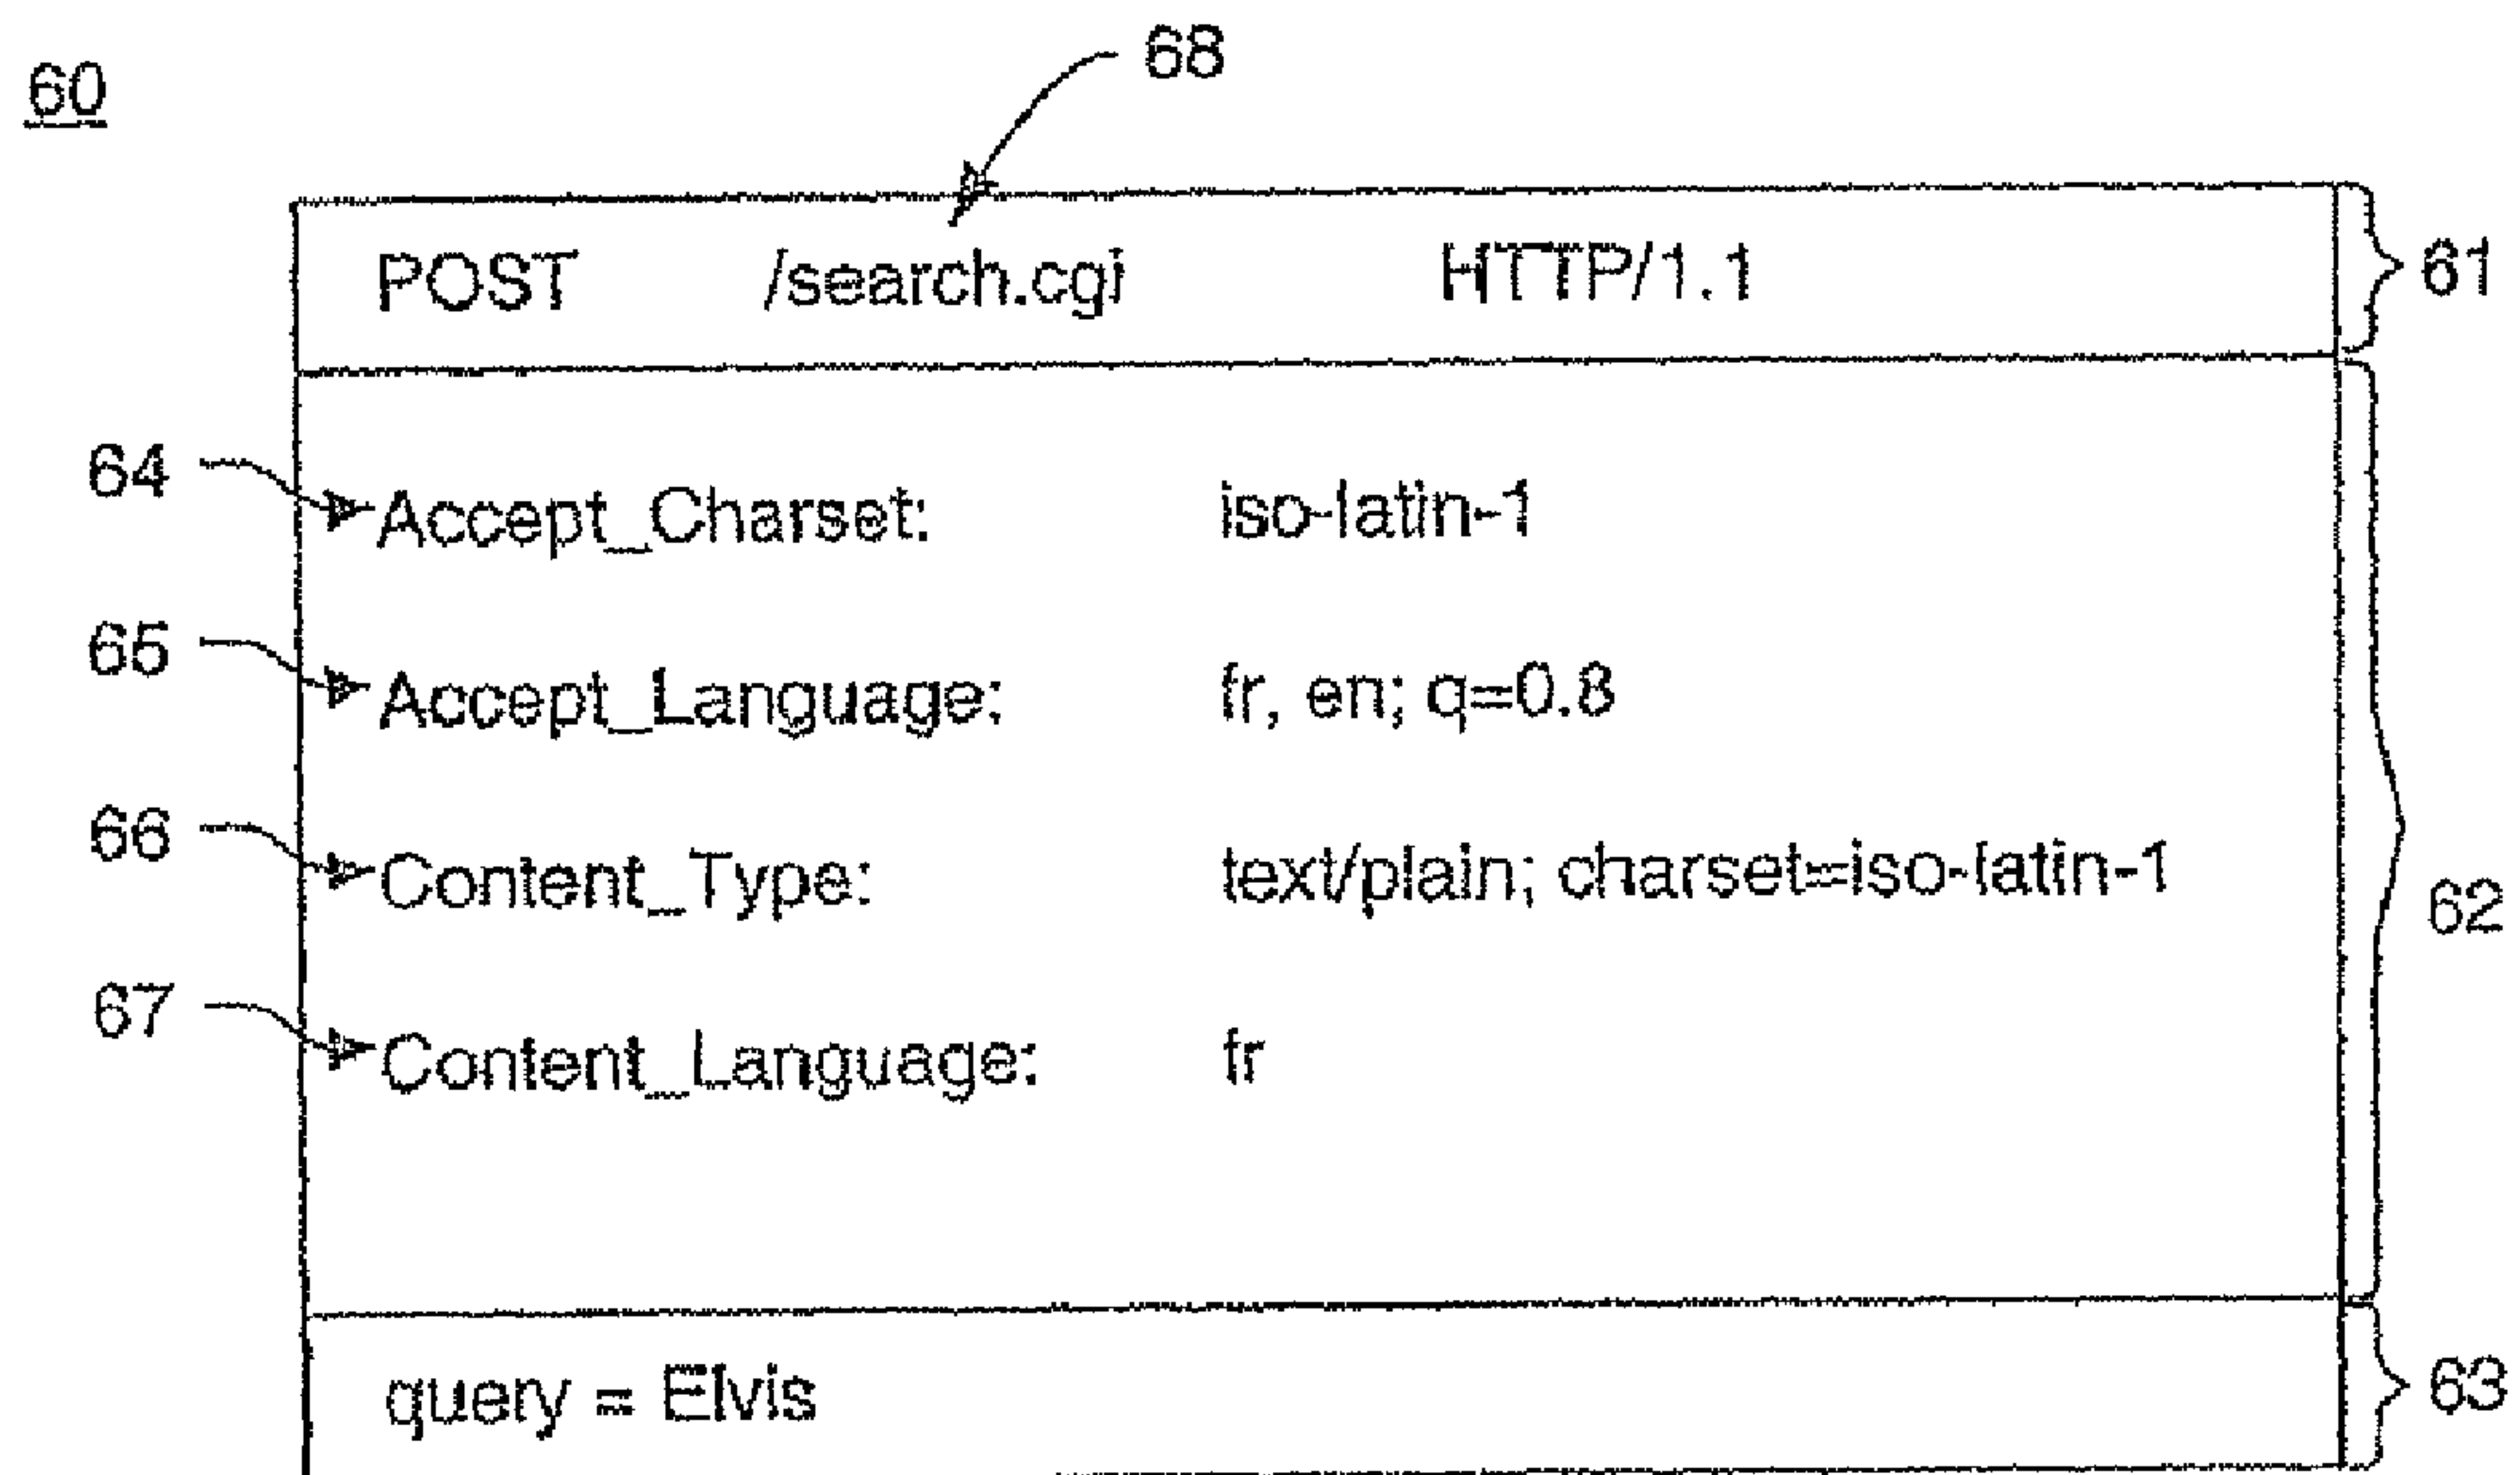 68
60
POST /search.cgi HTTP/1.1 61
64 Accept_Charset: iso-latin-1
65 Accept_Language: fr, en; q=0.8
66 Content_Type: text/plain; charset=iso-latin-1
62
67 Content_Language: fr
query = Elvis 63